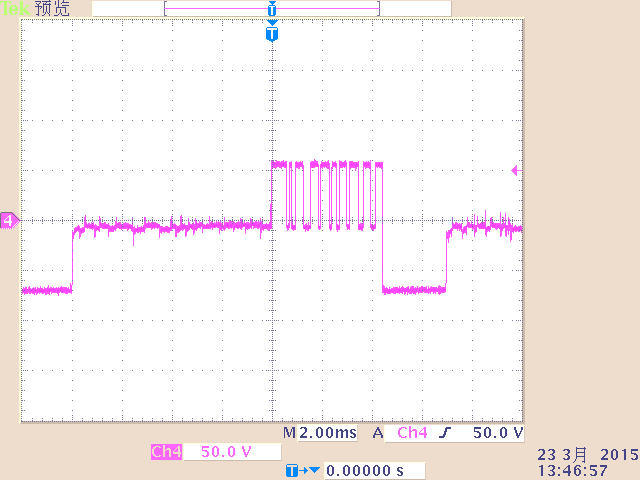 Tek 预览
T
T
4
M 2.00ms A Ch4 50.0 V
Ch4 50.0 V
T 0.00000 s
23 3月 2015
13:46:57